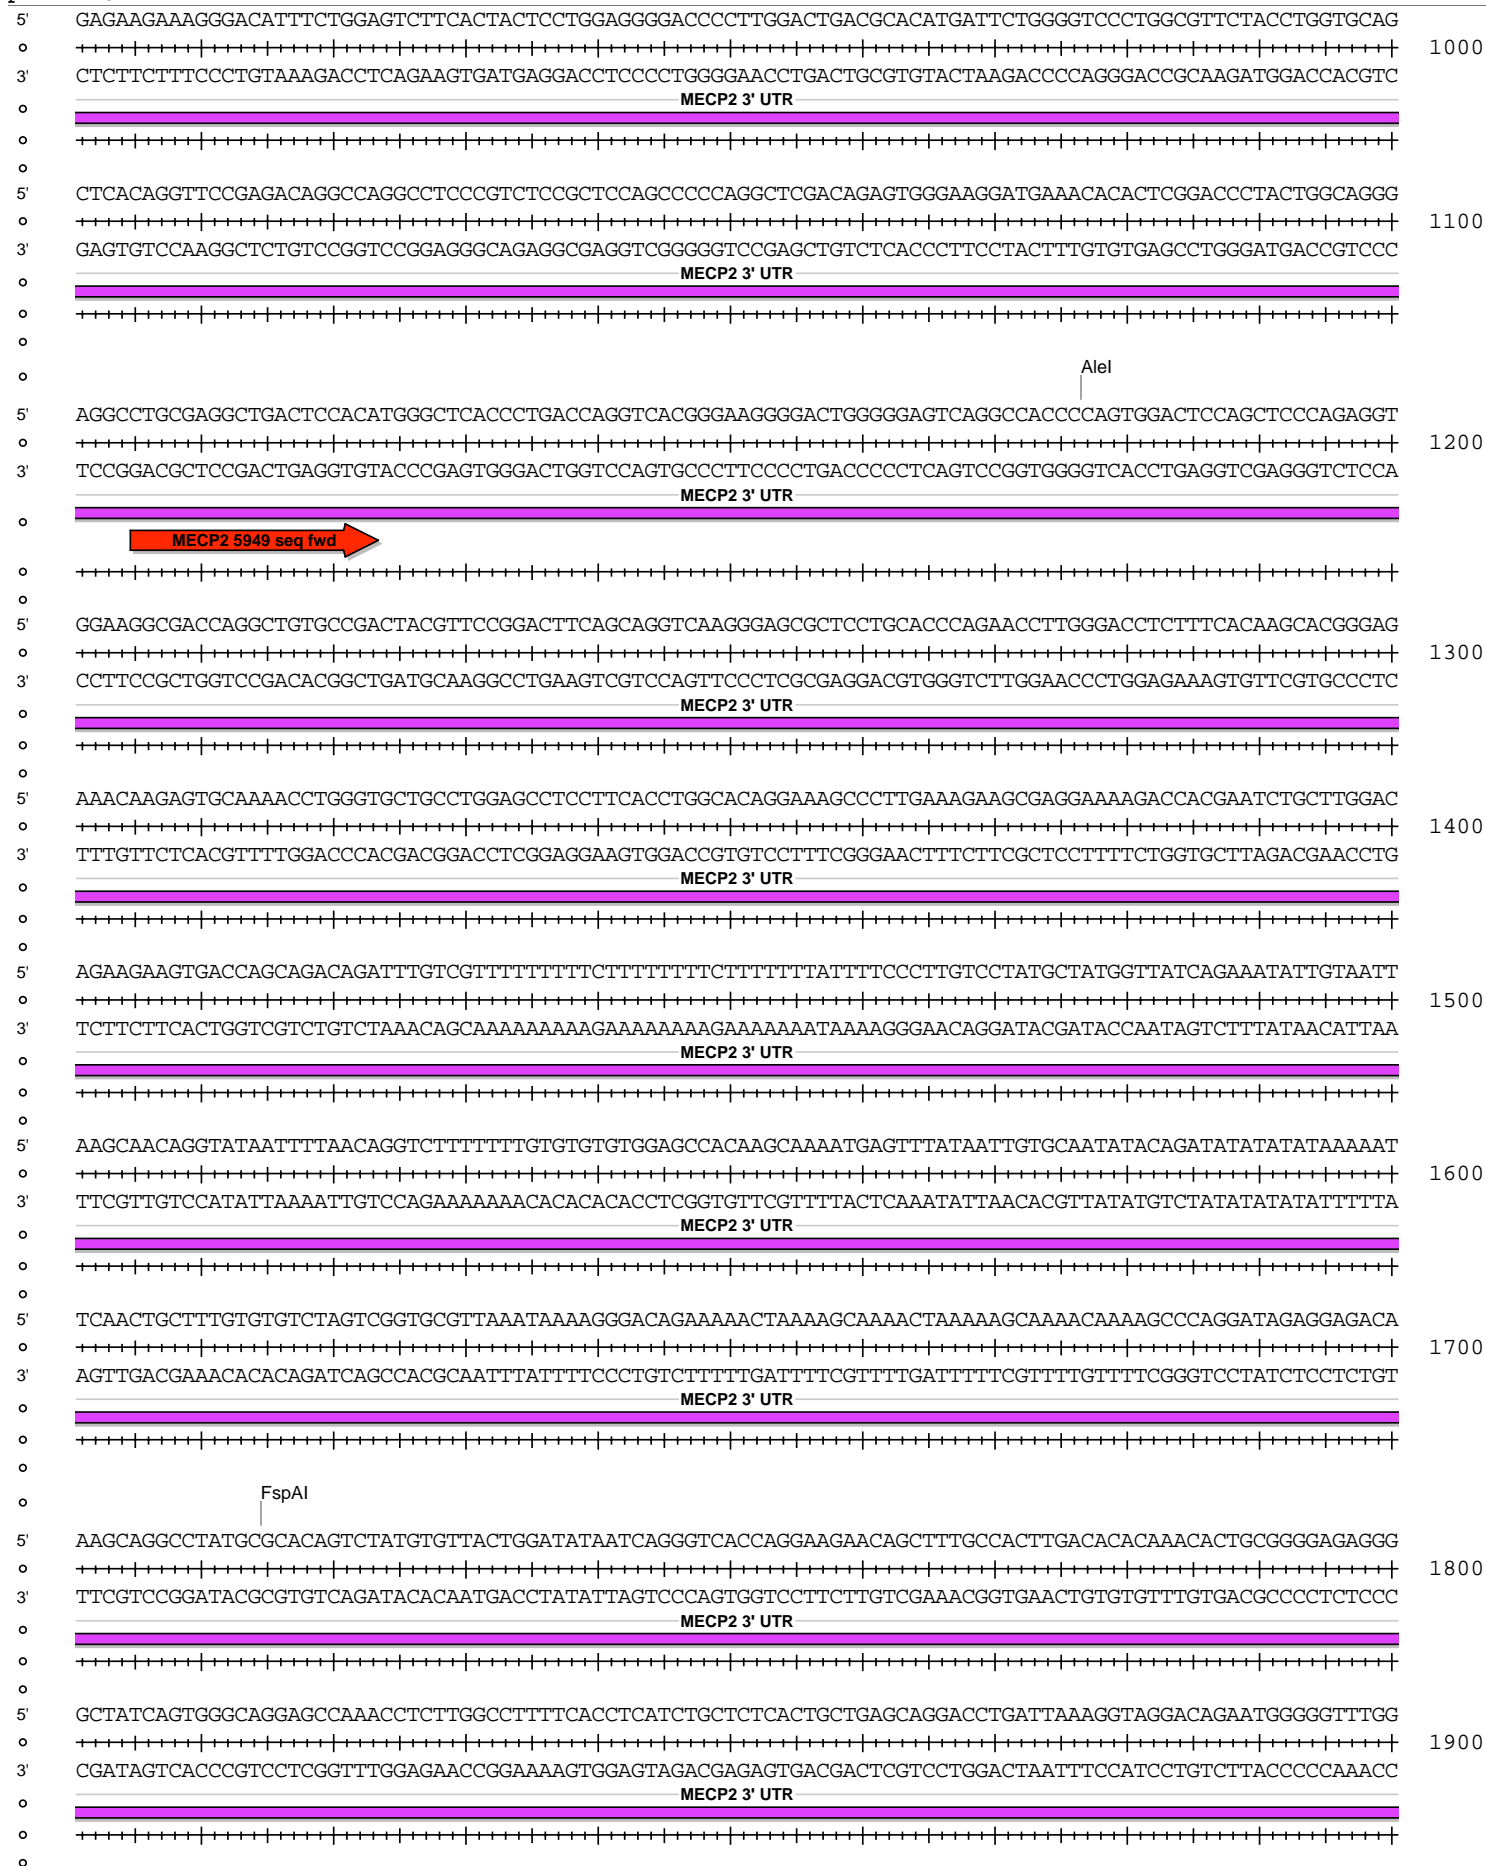 5' GAGAAGAAAGGGACATTTCTGGAGTCTTCACTACTCCTGGAGGGGACCCCTTGGACTGACGCACATGATTCTGGGGTCCCTGGCGTTCTACCTGGTGCAG
1000
3' CTCTTCTTTCCCTGTAAAGACCTCAGAAGTGATGAGGACCTCCCCTGGGGAACCTGACTGCGTGTACTAAGACCCCAGGGACCGCAAGATGGACCACGTC
MECP2 3' UTR
5' CTCACAGGTTCCGAGACAGGCCAGGCCTCCCGTCTCCGCTCCAGCCCCCAGGCTCGACAGAGTGGGAAGGATGAAACACACTCGGACCCTACTGGCAGGG
1100
3' GAGTGTCCAAGGCTCTGTCCGGTCCGGAGGGCAGAGGCGAGGTCGGGGGTCCGAGCTGTCTCACCCTTCCTACTTTGTGTGAGCCTGGGATGACCGTCCC
MECP2 3' UTR
AleI
5' AGGCCTGCGAGGCTGACTCCACATGGGCTCACCCTGACCAGGTCACGGGAAGGGGACTGGGGGAGTCAGGCCACCCCAGTGGACTCCAGCTCCCAGAGGT
1200
3' TCCGGACGCTCCGACTGAGGTGTACCCGAGTGGGACTGGTCCAGTGCCCTTCCCCTGACCCCCTCAGTCCGGTGGGGTCACCTGAGGTCGAGGGTCTCCA
MECP2 3' UTR
MECP2 5949 seq fwd
5' GGAAGGCGACCAGGCTGTGCCGACTACGTTCCGGACTTCAGCAGGTCAAGGGAGCGCTCCTGCACCCAGAACCTTGGGACCTCTTTCACAAGCACGGGAG
1300
3' CCTTCCGCTGGTCCGACACGGCTGATGCAAGGCCTGAAGTCGTCCAGTTCCCTCGCGAGGACGTGGGTCTTGGAACCCTGGAGAAAGTGTTCGTGCCCTC
MECP2 3' UTR
5' AAACAAGAGTGCAAAACCTGGGTGCTGCCTGGAGCCTCCTTCACCTGGCACAGGAAAGCCCTTGAAAGAAGCGAGGAAAAGACCACGAATCTGCTTGGAC
1400
3' TTTGTTCTCACGTTTTGGACCCACGACGGACCTCGGAGGAAGTGGACCGTGTCCTTTCGGGAACTTTCTTCGCTCCTTTTCTGGTGCTTAGACGAACCTG
MECP2 3' UTR
5' AGAAGAAGTGACCAGCAGACAGATTTGTCGTTTTTTTTTCTTTTTTTTCTTTTTTTATTTTCCCTTGTCCTATGCTATGGTTATCAGAAATATTGTAATT
1500
3' TCTTCTTCACTGGTCGTCTGTCTAAACAGCAAAAAAAAAGAAAAAAAAGAAAAAAATAAAAGGGAACAGGATACGATACCAATAGTCTTTATAACATTAA
MECP2 3' UTR
5' AAGCAACAGGTATAATTTTAACAGGTCTTTTTTTGTGTGTGTGGAGCCACAAGCAAAATGAGTTTATAATTGTGCAATATACAGATATATATATAAAAAT
1600
3' TTCGTTGTCCATATTAAAATTGTCCAGAAAAAAACACACACACCTCGGTGTTCGTTTTACTCAAATATTAACACGTTATATGTCTATATATATATTTTTA
MECP2 3' UTR
5' TCAACTGCTTTGTGTGTCTAGTCGGTGCGTTAAATAAAAGGGACAGAAAAACTAAAAGCAAAACTAAAAAGCAAAACAAAAGCCCAGGATAGAGGAGACA
1700
3' AGTTGACGAAACACACAGATCAGCCACGCAATTTATTTTCCCTGTCTTTTTGATTTTCGTTTTGATTTTTCGTTTTGTTTTCGGGTCCTATCTCCTCTGT
MECP2 3' UTR
FspAI
5' AAGCAGGCCTATGCGCACAGTCTATGTGTTACTGGATATAATCAGGGTCACCAGGAAGAACAGCTTTGCCACTTGACACACAAACACTGCGGGGAGAGGG
1800
3' TTCGTCCGGATACGCGTGTCAGATACACAATGACCTATATTAGTCCCAGTGGTCCTTCTTGTCGAAACGGTGAACTGTGTGTTTGTGACGCCCCTCTCCC
MECP2 3' UTR
5' GCTATCAGTGGGCAGGAGCCAAACCTCTTGGCCTTTTCACCTCATCTGCTCTCACTGCTGAGCAGGACCTGATTAAAGGTAGGACAGAATGGGGGTTTGG
1900
3' CGATAGTCACCCGTCCTCGGTTTGGAGAACCGGAAAAGTGGAGTAGACGAGAGTGACGACTCGTCCTGGACTAATTTCCATCCTGTCTTACCCCCAAACC
MECP2 3' UTR